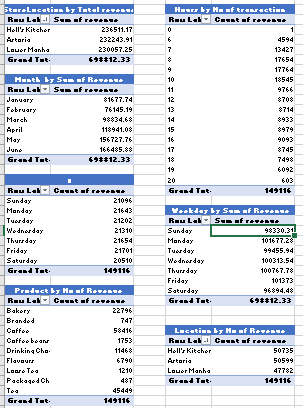 StoreLocation by Total revenue
Row Lab Sum of revenue
Hell's Kitchen 236511.17
Astoria 232243.91
Lower Manha 230057.25
Grand Tot 698812.33
Month by Sum of Revenue
Row Lab Sum of revenue
January 81677.74
February 76145.19
March 98834.68
April 118941.08
May 156727.76
June 166485.88
Grand Tot 698812.33
Row Lab Count of revenue
Sunday 21096
Monday 21643
Tuesday 21202
Wednesday 21310
Thursday 21654
Friday 21701
Saturday 20510
Grand Tot 149116
Product by No of Revenue
Row Lab Count of revenue
Bakery 22796
Branded 747
Coffee 58416
Coffee beans 1753
Drinking Cho 11468
Flavours 6790
Loose Tea 1210
Packaged Ch 487
Tea 45449
Grand Tot 149116
Hours by No of transaction
Row Lab Count of revenue
6 4594
7 13427
8 17654
9 17764
10 18545
11 9766
12 8708
13 8714
14 8933
15 8979
16 9093
17 8745
18 7498
19 6092
20 603
Grand Tot 149116
Weekday by Sum of Revenue
Row Lab Sum of revenue
Sunday 98330.31
Monday 101677.28
Tuesday 99455.94
Wednesday 100313.54
Thursday 100767.78
Friday 101373
Saturday 96894.48
Grand Tot 698812.33
Location by No of Revenue
Row Lab Count of revenue
Hell's Kitchen 50735
Astoria 50599
Lower Manha 47782
Grand Tot 149116